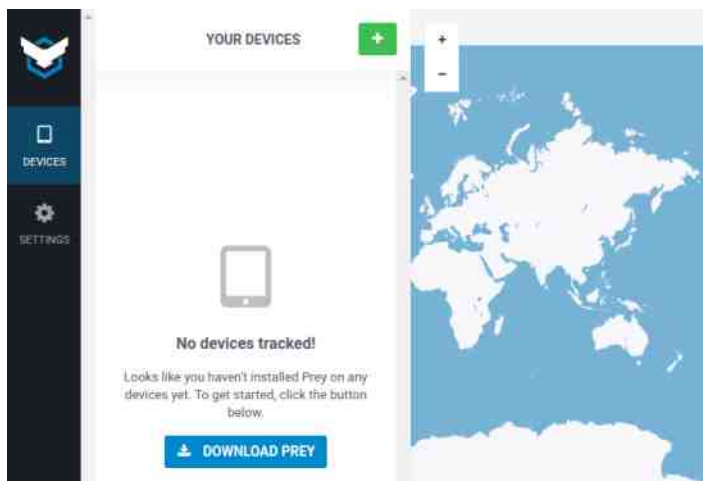 YOUR DEVICES
+
+
-
DEVICES
SETTINGS
No devices tracked!
Looks like you haven't installed Prey on any
devices yet. To get started, click the button
below.
DOWNLOAD PREY